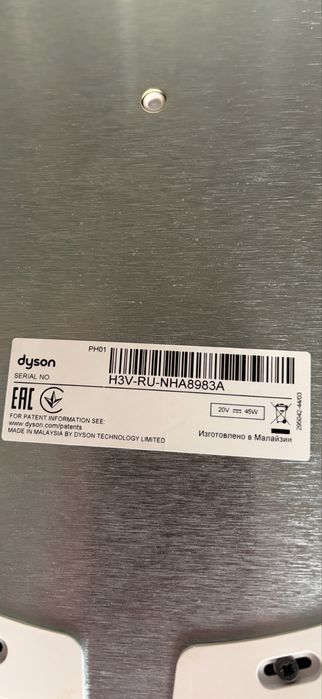 PH01
dyson
SERIAL NO.
H3V-RU-NHA8983A
EAC
20V ⎓ 45W
FOR PATENT INFORMATION SEE:
www.dyson.com/patents
MADE IN MALAYSIA BY DYSON TECHNOLOGY LIMITED
Изготовлено в Малайзии
295042-44/03